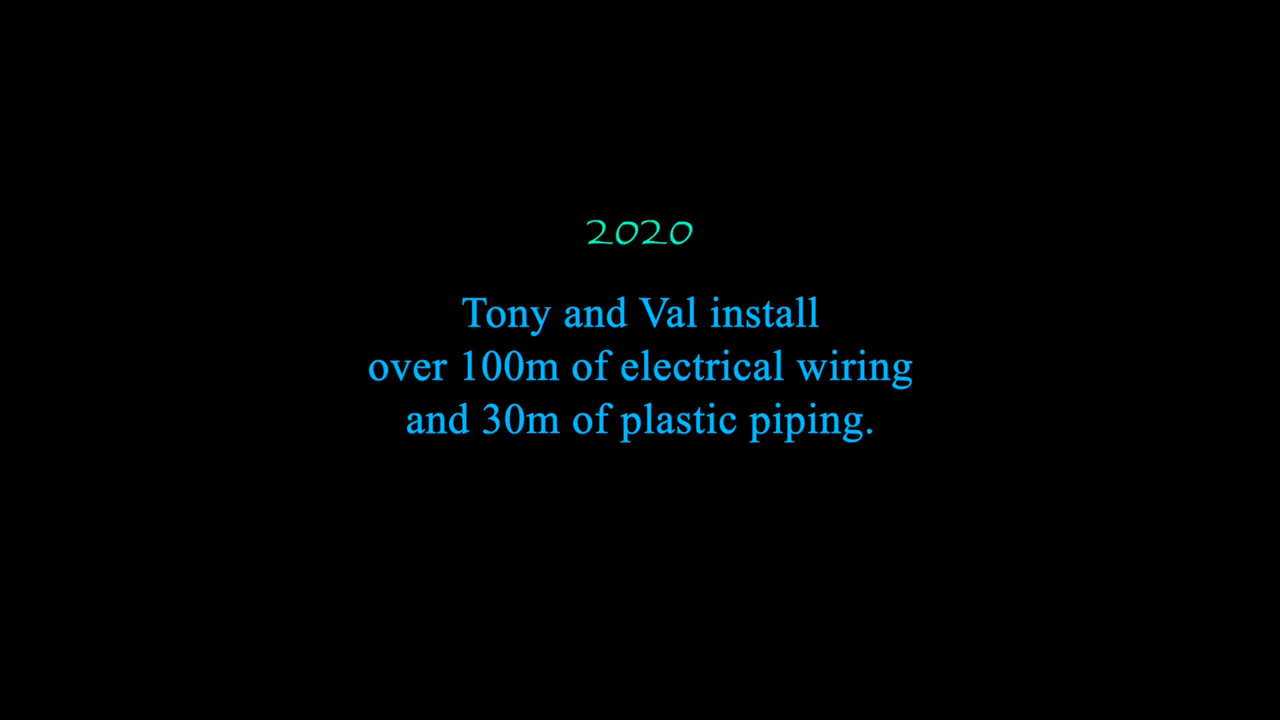 2020
Tony and Val install
over 100m of electrical wiring
and 30m of plastic piping.